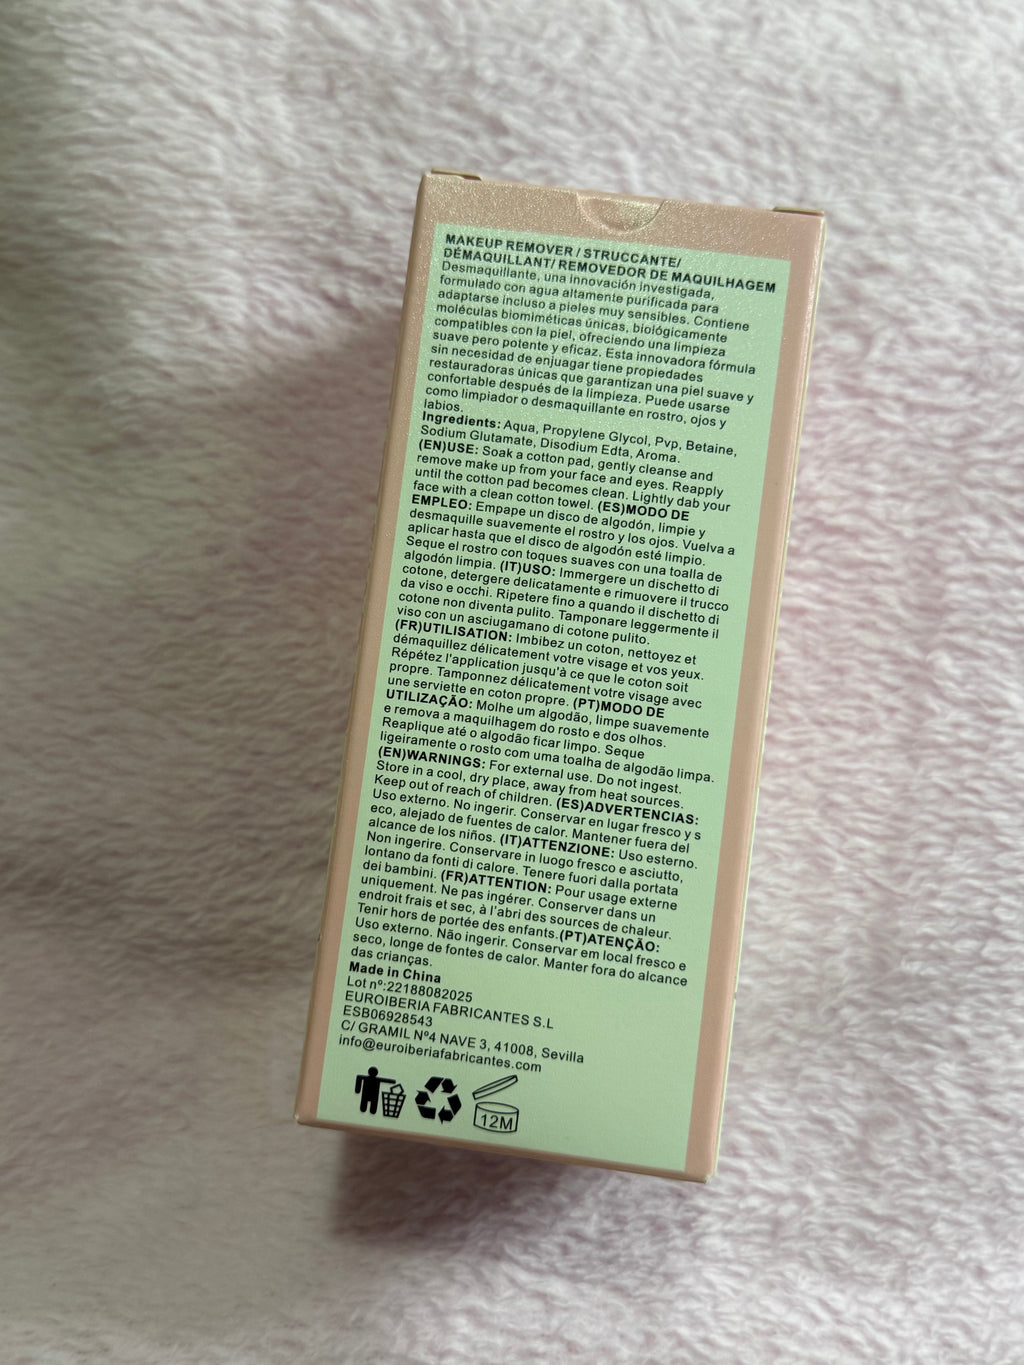 MAKEUP REMOVER / STRUCCANTE/
DÉMAQUILLANT/ REMOVEDOR DE MAQUILHAGEM
Desmaquillante, una innovación investigada,
formulado con agua altamente purificada para
adaptarse incluso a pieles muy sensibles. Contiene
moléculas biomiméticas únicas, biológicamente
compatibles con la piel, ofreciendo una limpieza
suave pero potente y eficaz. Esta innovadora fórmula
sin necesidad de enjuagar tiene propiedades
restauradoras únicas que garantizan una piel suave y
confortable después de la limpieza. Puede usarse
como limpiador o desmaquillante en rostro, ojos y
labios.
Ingredients: Aqua, Propylene Glycol, Pvp, Betaine,
Sodium Glutamate, Disodium Edta, Aroma.
(EN)USE: Soak a cotton pad, gently cleanse and
remove make up from your face and eyes. Reapply
until the cotton pad becomes clean. Lightly dab your
face with a clean cotton towel. (ES)MODO DE
EMPLEO: Empape un disco de algodón, limpie y
desmaquille suavemente el rostro y los ojos. Vuelva a
aplicar hasta que el disco de algodón esté limpio.
Seque el rostro con toques suaves con una toalla de
algodón limpia. (IT)USO: Immergere un dischetto di
cotone, detergere delicatamente e rimuovere il trucco
da viso e occhi. Ripetere fino a quando il dischetto di
cotone non diventa pulito. Tamponare leggermente il
viso con un asciugamano di cotone pulito.
(FR)UTILISATION: Imbibez un coton, nettoyez et
démaquillez délicatement votre visage et vos yeux.
Répétez l'application jusqu'à ce que le coton soit
propre. Tamponnez délicatement votre visage avec
une serviette en coton propre. (PT)MODO DE
UTILIZAÇÃO: Molhe um algodão, limpe suavemente
e remova a maquilhagem do rosto e dos olhos.
Reaplique até o algodão ficar limpo. Seque
ligeiramente o rosto com uma toalha de algodão limpa.
(EN)WARNINGS: For external use. Do not ingest.
Store in a cool, dry place, away from heat sources.
Keep out of reach of children. (ES)ADVERTENCIAS:
Uso externo. No ingerir. Conservar en lugar fresco y s
eco, alejado de fuentes de calor. Mantener fuera del
alcance de los niños. (IT)ATTENZIONE: Uso esterno.
Non ingerire. Conservare in luogo fresco e asciutto,
lontano da fonti di calore. Tenere fuori dalla portata
dei bambini. (FR)ATTENTION: Pour usage externe
uniquement. Ne pas ingérer. Conserver dans un
endroit frais et sec, à l'abri des sources de chaleur.
Tenir hors de portée des enfants.(PT)ATENÇÃO:
Uso externo. Não ingerir. Conservar em local fresco e
seco, longe de fontes de calor. Manter fora do alcance
das crianças.
Made in China
Lot nº:22188082025
EUROIBERIA FABRICANTES S.L
ESB06928543
C/ GRAMIL Nº4 NAVE 3, 41008, Sevilla
info@euroiberiafabricantes.com
12M